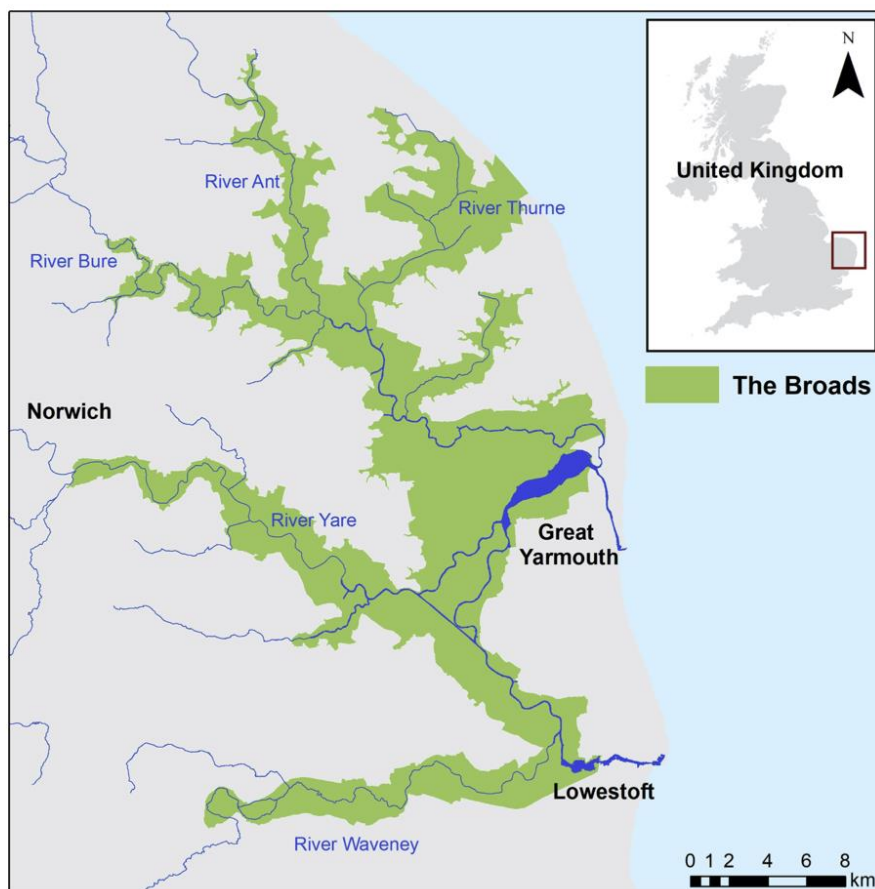 N
United Kingdom
The Broads
River Ant
River Thurne
River Bure
Norwich
River Yare
Great
Yarmouth
Lowestoft
River Waveney
0 1 2 4 6 8
km